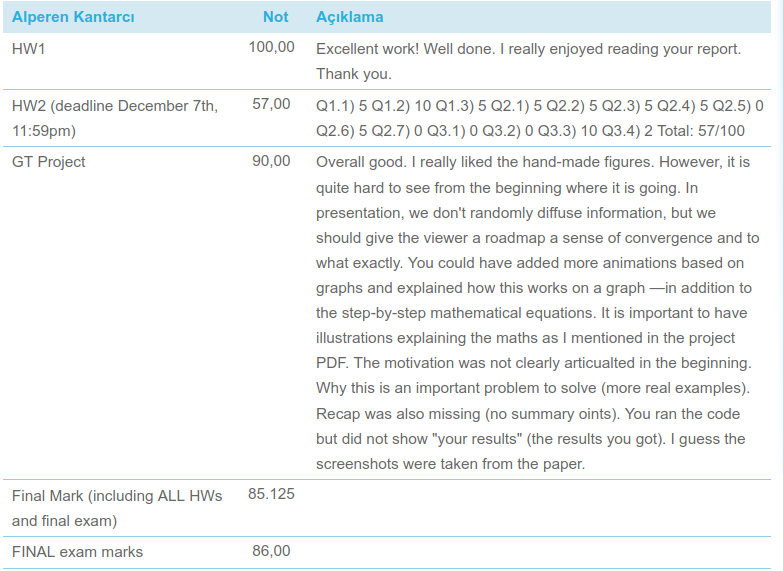 Alperen Kantarcı Not Açıklama
HW1 100,00 Excellent work! Well done. I really enjoyed reading your report.
Thank you.
HW2 (deadline December 7th, 57,00 Q1.1) 5 Q1.2) 10 Q1.3) 5 Q2.1) 5 Q2.2) 5 Q2.3) 5 Q2.4) 5 Q2.5) 0
11:59pm) Q2.6) 5 Q2.7) 0 Q3.1) 0 Q3.2) 0 Q3.3) 10 Q3.4) 2 Total: 57/100
GT Project 90,00 Overall good. I really liked the hand-made figures. However, it is
quite hard to see from the beginning where it is going. In
presentation, we don't randomly diffuse information, but we
should give the viewer a roadmap a sense of convergence and to
what exactly. You could have added more animations based on
graphs and explained how this works on a graph —in addition to
the step-by-step mathematical equations. It is important to have
illustrations explaining the maths as I mentioned in the project
PDF. The motivation was not clearly articualted in the beginning.
Why this is an important problem to solve (more real examples).
Recap was also missing (no summary oints). You ran the code
but did not show "your results" (the results you got). I guess the
screenshots were taken from the paper.
Final Mark (including ALL HWs 85.125
and final exam)
FINAL exam marks 86,00